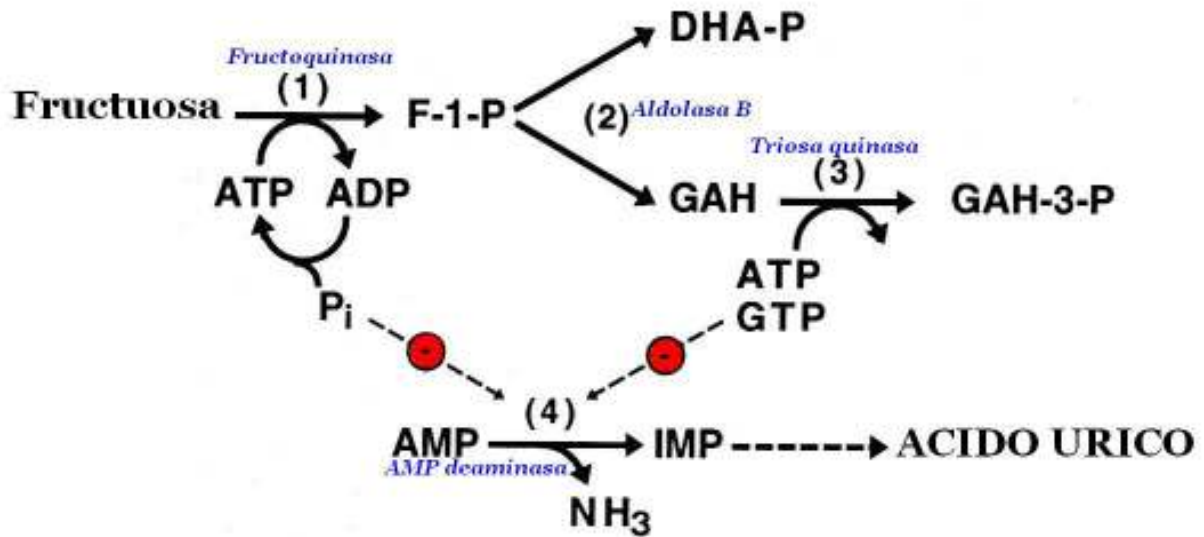 DHA-P
Fructoquinasa
(1)
Fructuosa
F-1-P
(2) Aldolasa B
Triosa quinasa
(3)
ATP ADP
GAH
GAH-3-P
ATP
Pi
GTP
-
-
(4)
AMP
IMP
ACIDO URICO
AMP deaminasa
NH3